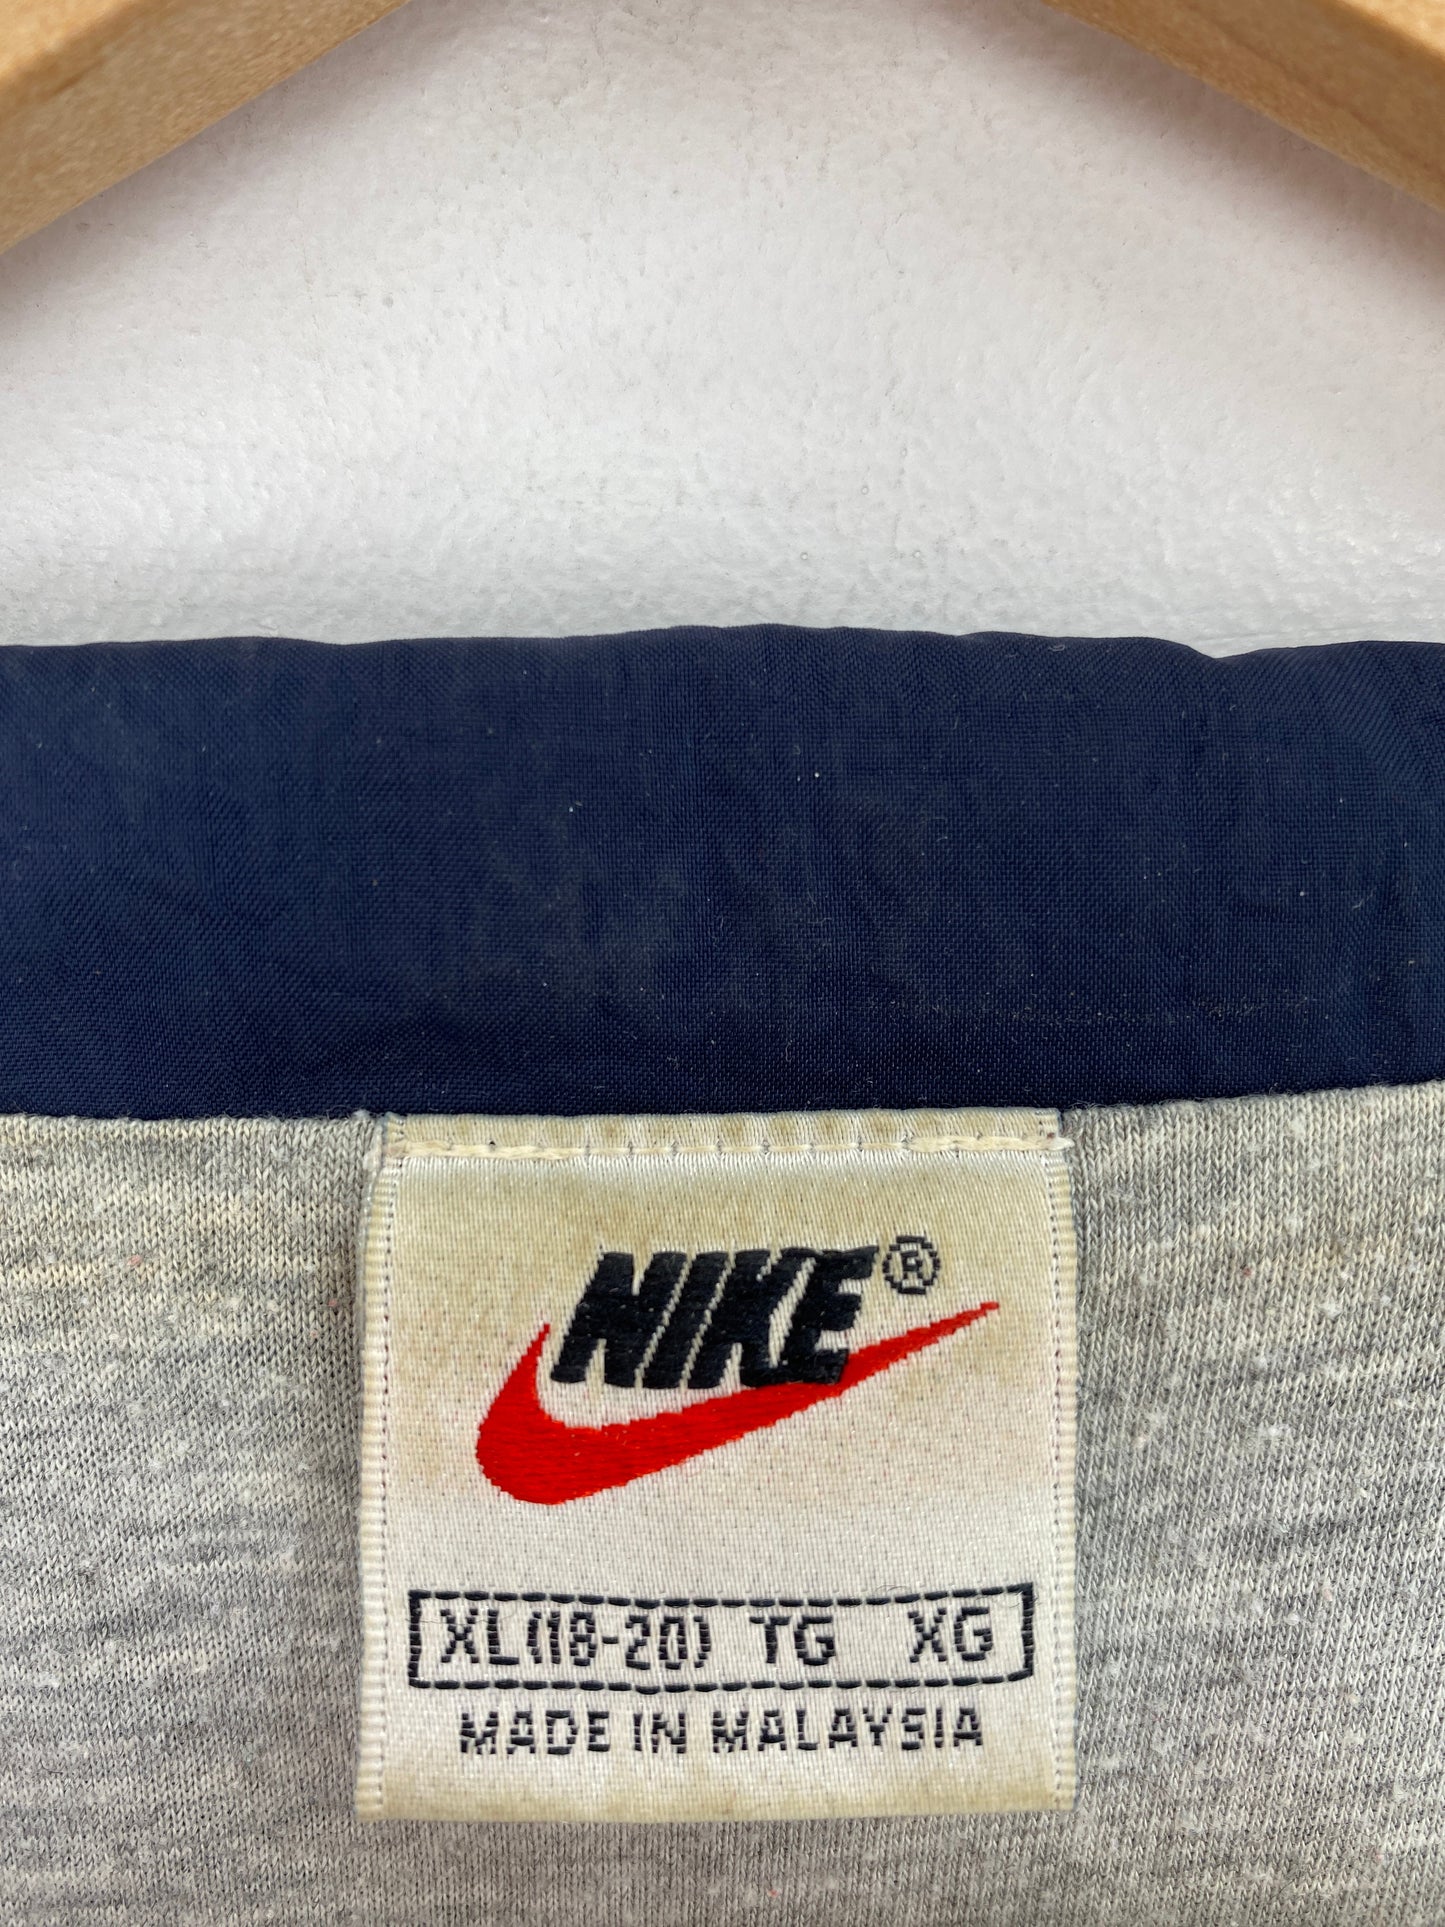 NIKE®
XL(18-20) TG XG
MADE IN MALAYSIA